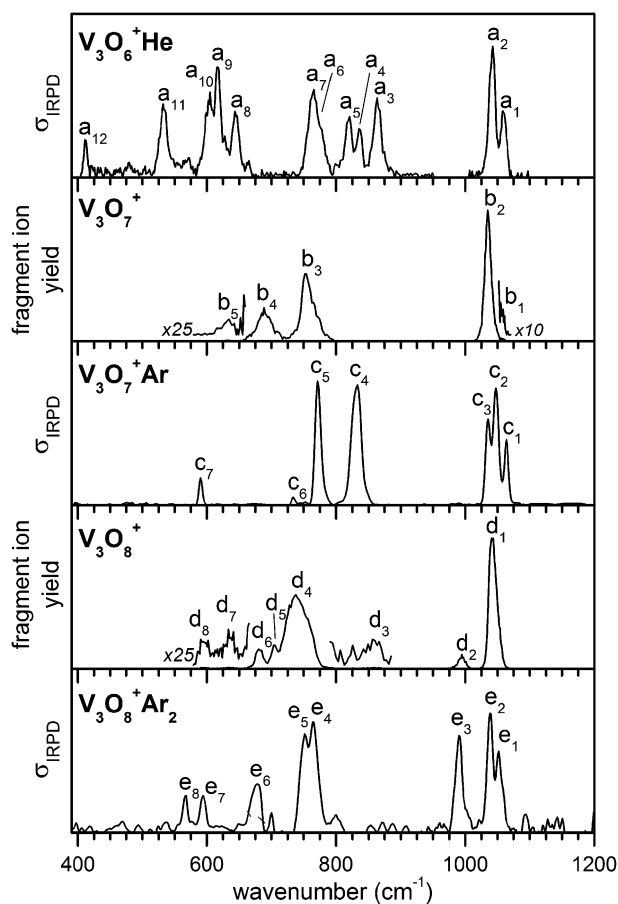 V₃O₆⁺He
a₁₂ a₁₁ a₁₀ a₉ a₈ a₇ a₆ a₅ a₄ a₃ a₂ a₁
σIRPD
V₃O₇⁺
x25 b₅ b₄ b₃ b₂ b₁ x10
fragment ion
yield
V₃O₇⁺Ar
c₇ c₆ c₅ c₄ c₃ c₂ c₁
σIRPD
V₃O₈⁺
x25 d₈ d₇ d₆ d₅ d₄ d₃ d₂ d₁
fragment ion
yield
V₃O₈⁺Ar₂
e₈ e₇ e₆ e₅ e₄ e₃ e₂ e₁
σIRPD
400 600 800 1000 1200
wavenumber (cm⁻¹)